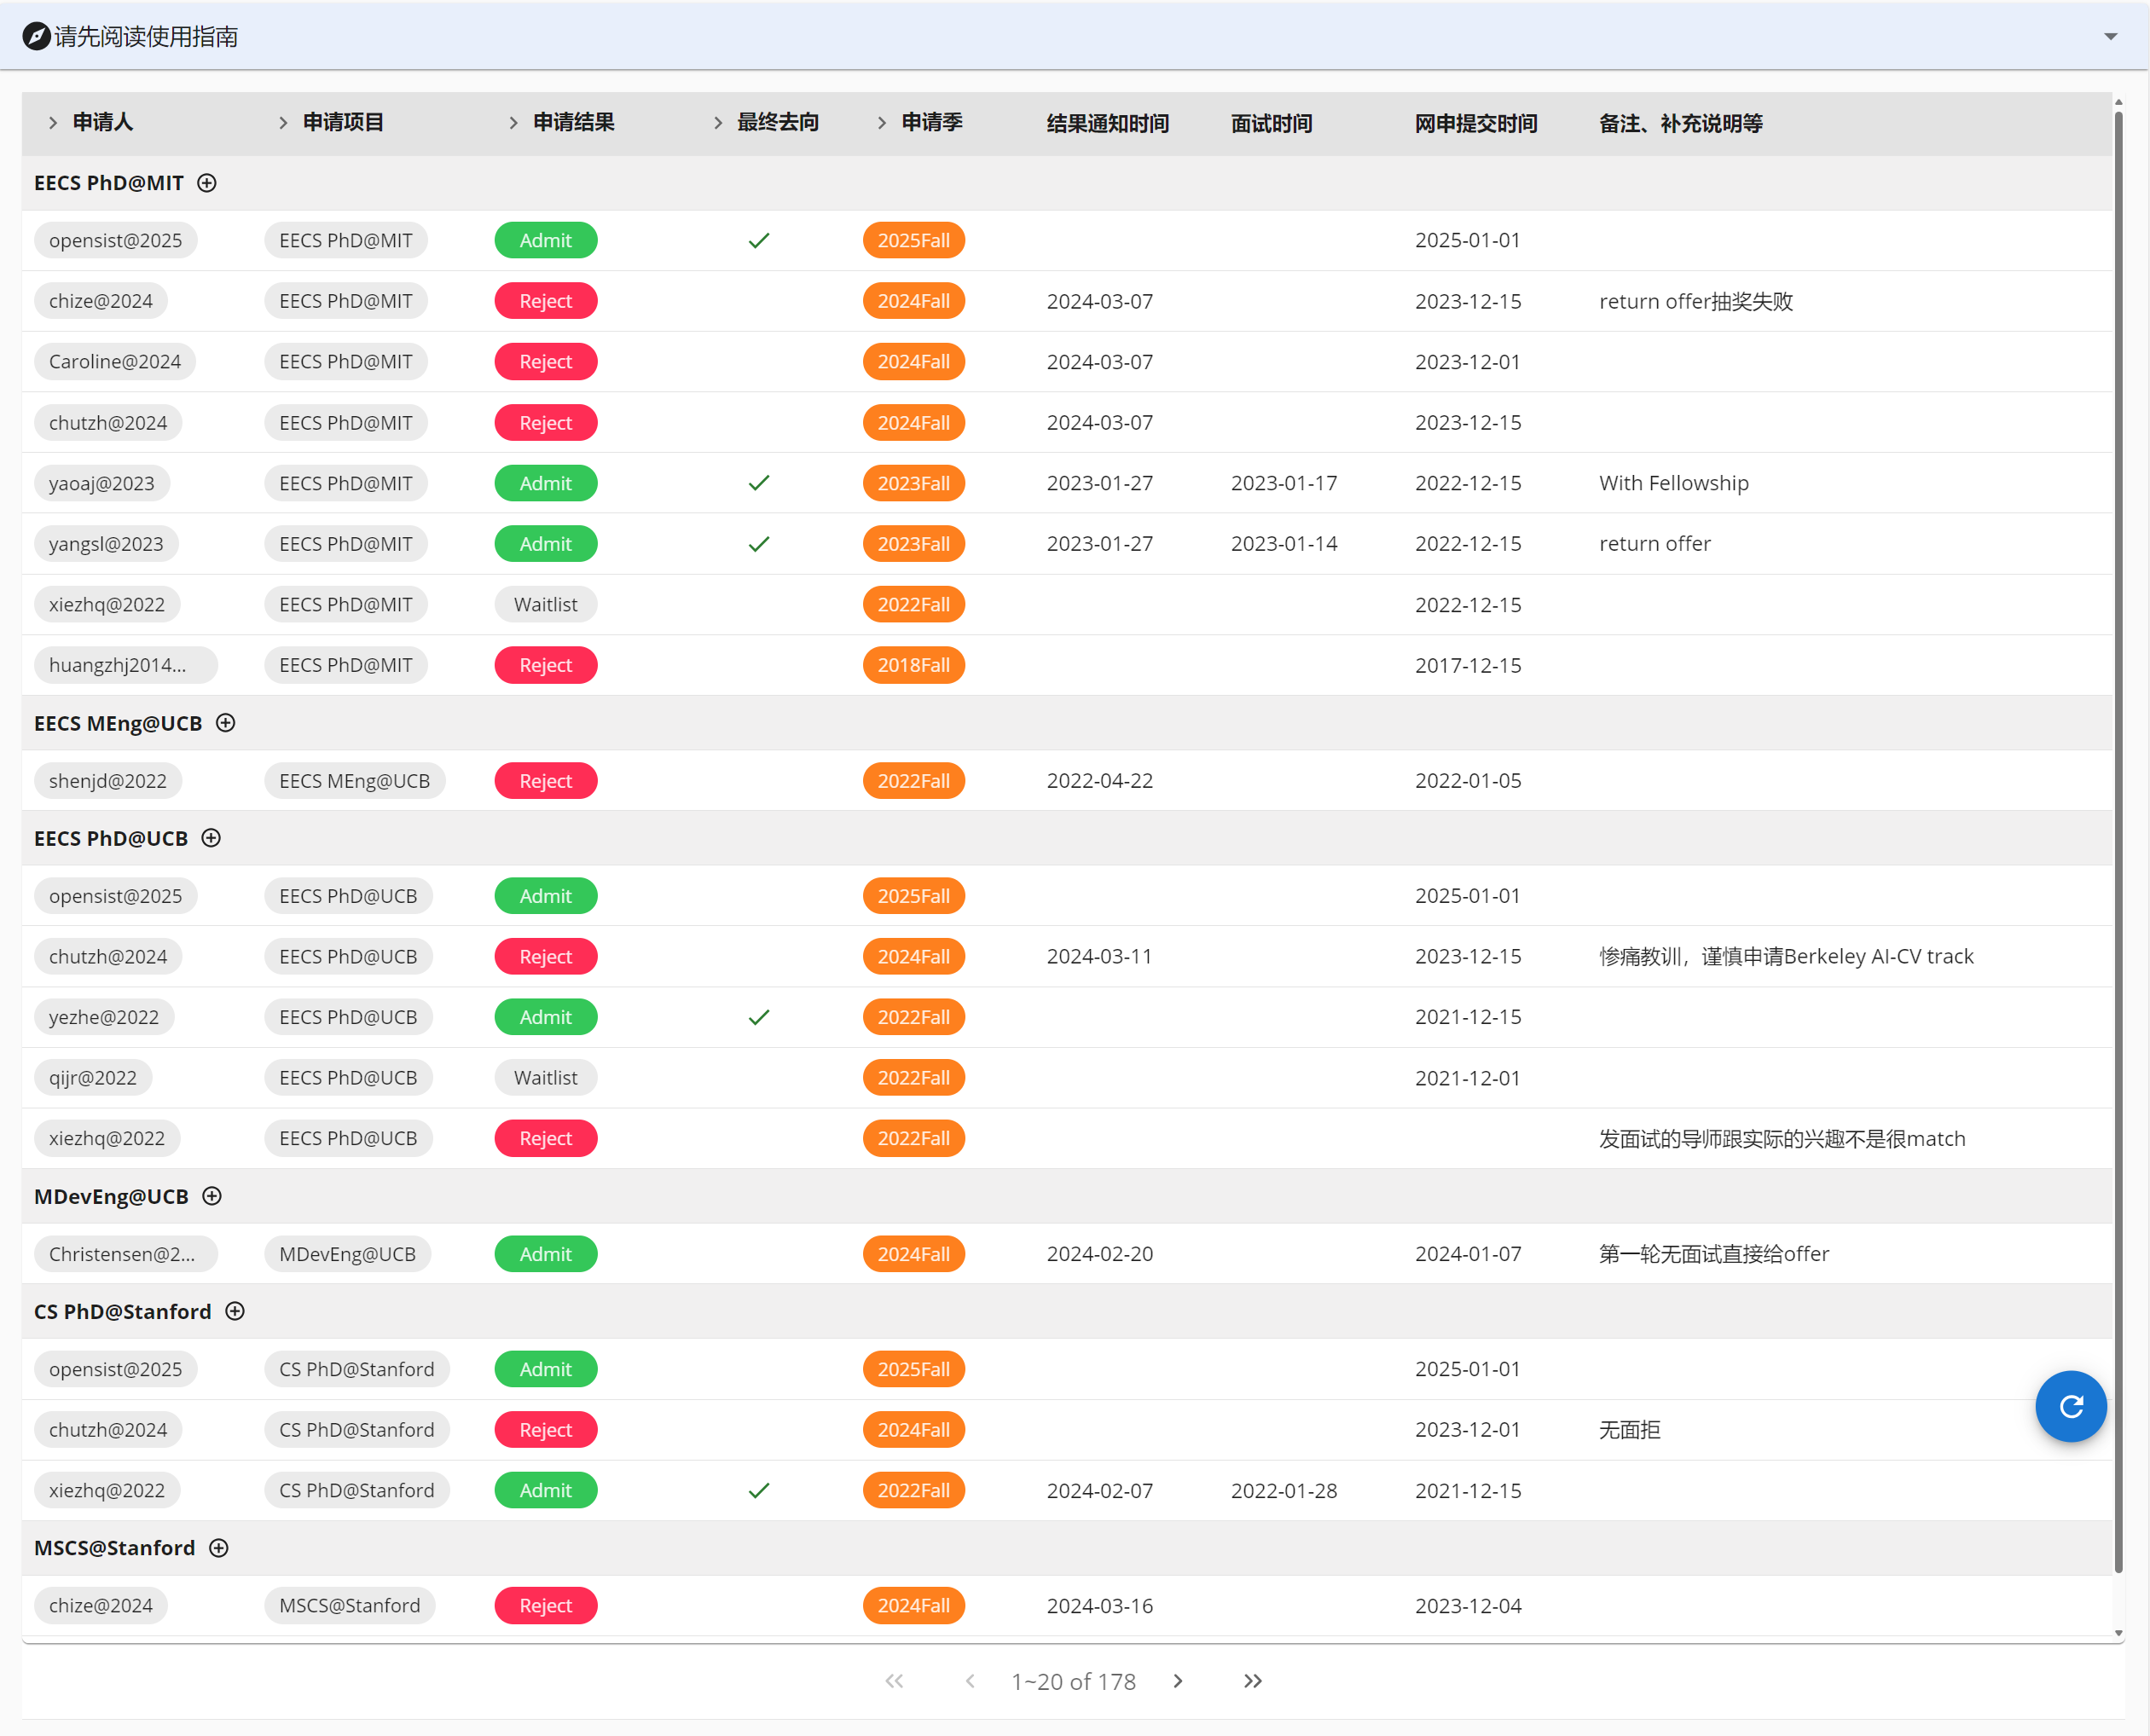 请先阅读使用指南
申请人 申请项目 申请结果 最终去向 申请季 结果通知时间 面试时间 网申提交时间 备注、补充说明等
EECS PhD@MIT
opensist@2025 EECS PhD@MIT Admit 2025Fall 2025-01-01
chize@2024 EECS PhD@MIT Reject 2024Fall 2024-03-07 2023-12-15 return offer抽奖失败
Caroline@2024 EECS PhD@MIT Reject 2024Fall 2024-03-07 2023-12-01
chutzh@2024 EECS PhD@MIT Reject 2024Fall 2024-03-07 2023-12-15
yaoaj@2023 EECS PhD@MIT Admit 2023Fall 2023-01-27 2023-01-17 2022-12-15 With Fellowship
yangsl@2023 EECS PhD@MIT Admit 2023Fall 2023-01-27 2023-01-14 2022-12-15 return offer
xiezhq@2022 EECS PhD@MIT Waitlist 2022Fall 2022-12-15
huangzhj2014... EECS PhD@MIT Reject 2018Fall 2017-12-15
EECS MEng@UCB
shenjd@2022 EECS MEng@UCB Reject 2022Fall 2022-04-22 2022-01-05
EECS PhD@UCB
opensist@2025 EECS PhD@UCB Admit 2025Fall 2025-01-01
chutzh@2024 EECS PhD@UCB Reject 2024Fall 2024-03-11 2023-12-15 惨痛教训，谨慎申请Berkeley AI-CV track
yezhe@2022 EECS PhD@UCB Admit 2022Fall 2021-12-15
qijr@2022 EECS PhD@UCB Waitlist 2022Fall 2021-12-01
xiezhq@2022 EECS PhD@UCB Reject 2022Fall 发面试的导师跟实际的兴趣不是很match
MDevEng@UCB
Christensen@2... MDevEng@UCB Admit 2024Fall 2024-02-20 2024-01-07 第一轮无面试直接给offer
CS PhD@Stanford
opensist@2025 CS PhD@Stanford Admit 2025Fall 2025-01-01
chutzh@2024 CS PhD@Stanford Reject 2024Fall 2023-12-01 无面拒
xiezhq@2022 CS PhD@Stanford Admit 2022Fall 2024-02-07 2022-01-28 2021-12-15
MSCS@Stanford
chize@2024 MSCS@Stanford Reject 2024Fall 2024-03-16 2023-12-04
1~20 of 178